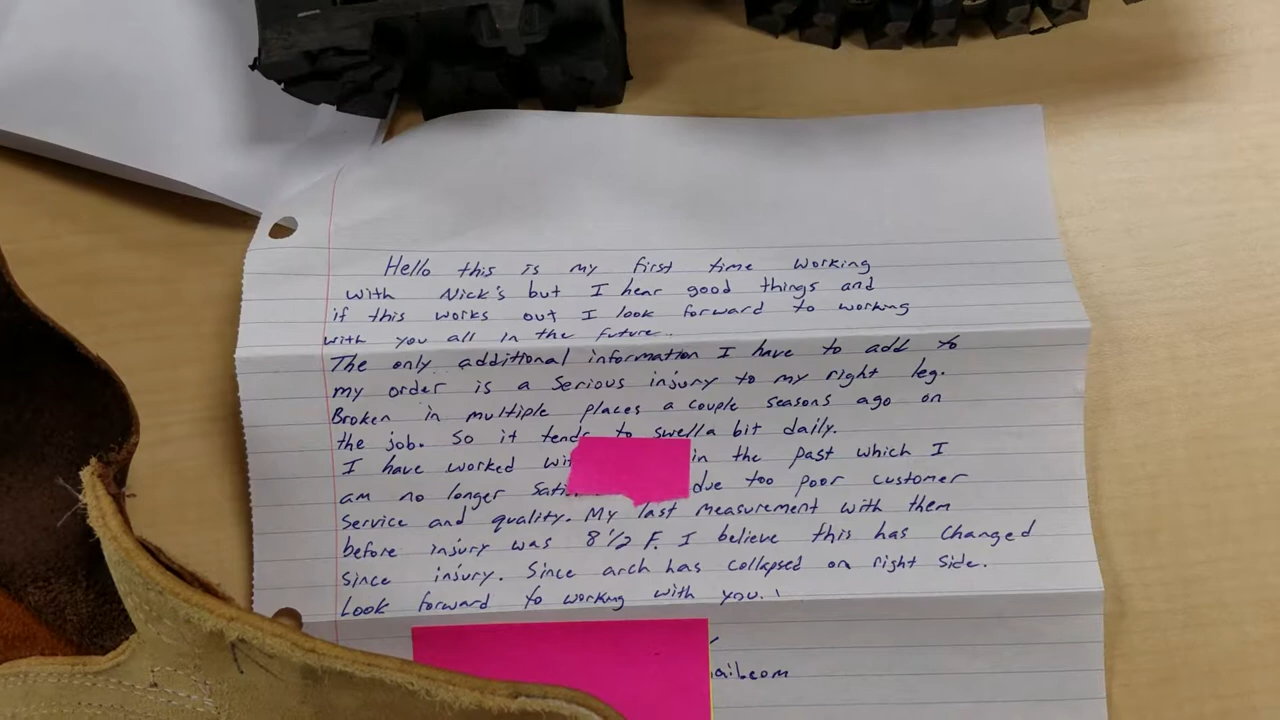 Hello this is my first time working
with Nick's but I hear good things and
if this works out I look forward to working
with you all in the future.
The only additional information I have to add to
my order is a serious injury to my right leg.
Broken in multiple places a couple seasons ago on
the job. So it tends to swell a bit daily.
I have worked in the past which I
am no longer due too poor customer
service and quality. My last measurement with them
before injury was 8 1/2 F. I believe this has changed
since injury. Since arch has collapsed on right side.
Look forward to working with you.